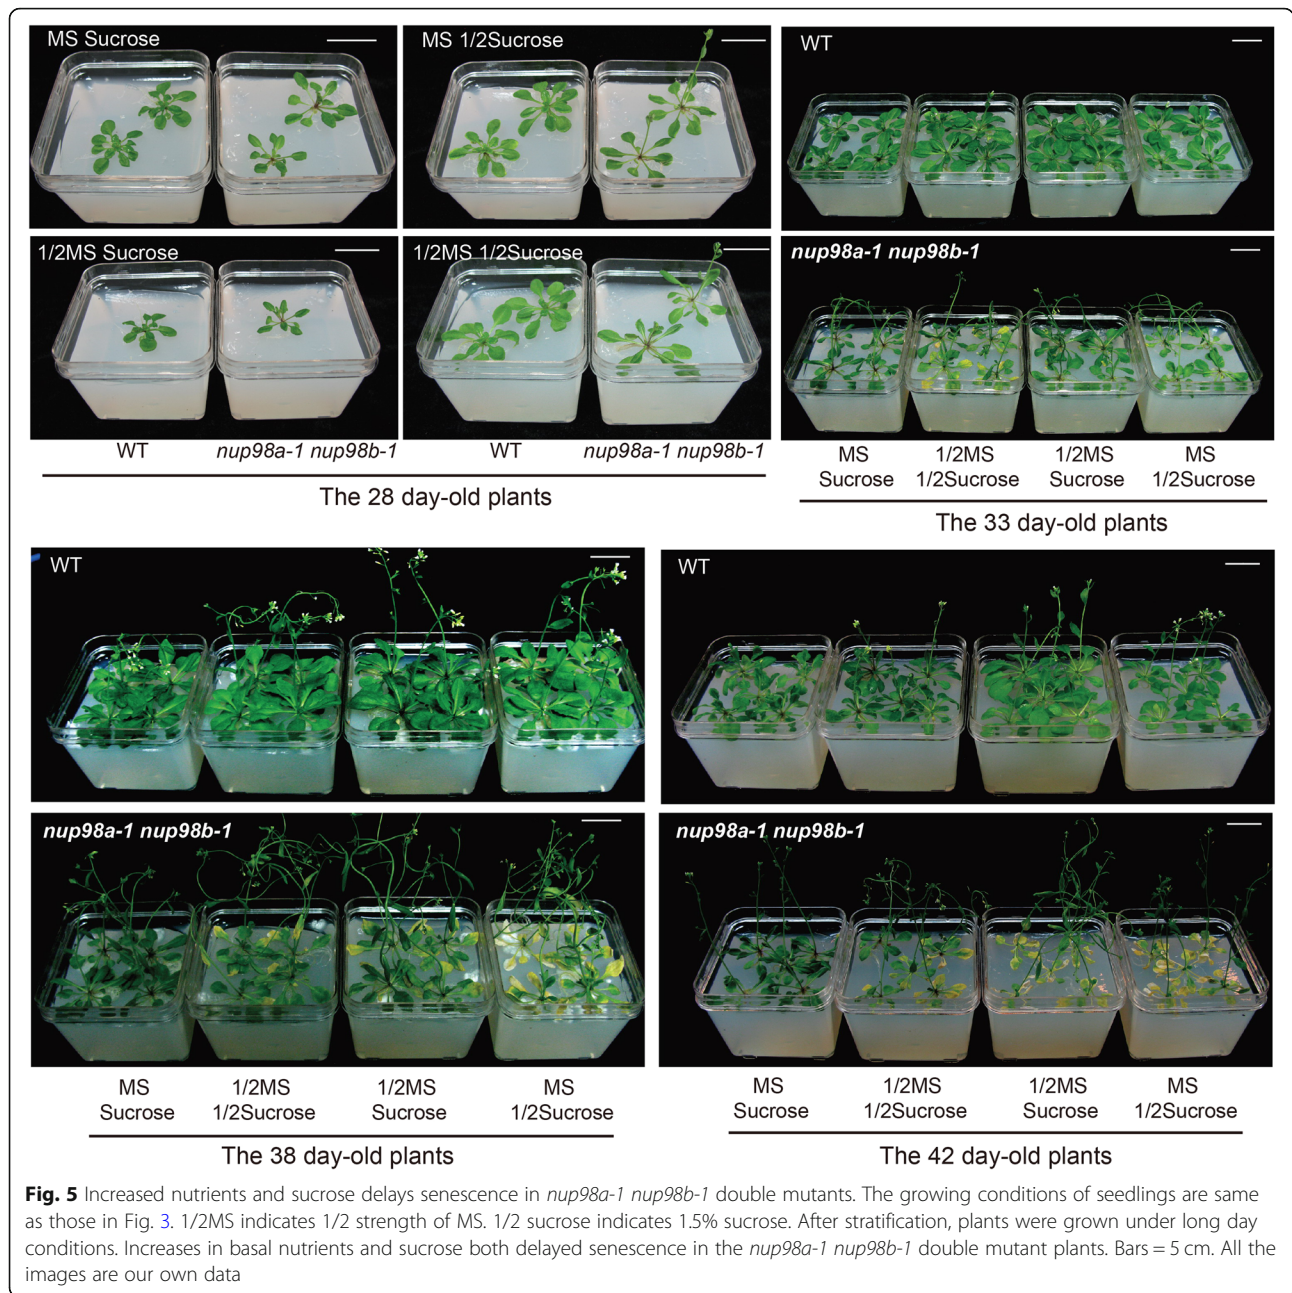 MS Sucrose
MS 1/2Sucrose
1/2MS Sucrose
1/2MS 1/2Sucrose
WT
nup98a-1 nup98b-1
WT
nup98a-1 nup98b-1
The 28 day-old plants
WT
nup98a-1 nup98b-1
MS
Sucrose
1/2MS
1/2Sucrose
1/2MS
Sucrose
MS
1/2Sucrose
The 33 day-old plants
WT
nup98a-1 nup98b-1
MS
Sucrose
1/2MS
1/2Sucrose
1/2MS
Sucrose
MS
1/2Sucrose
The 38 day-old plants
WT
nup98a-1 nup98b-1
MS
Sucrose
1/2MS
1/2Sucrose
1/2MS
Sucrose
MS
1/2Sucrose
The 42 day-old plants
Fig. 5 Increased nutrients and sucrose delays senescence in nup98a-1 nup98b-1 double mutants. The growing conditions of seedlings are same
as those in Fig. 3. 1/2MS indicates 1/2 strength of MS. 1/2 sucrose indicates 1.5% sucrose. After stratification, plants were grown under long day
conditions. Increases in basal nutrients and sucrose both delayed senescence in the nup98a-1 nup98b-1 double mutant plants. Bars = 5 cm. All the
images are our own data